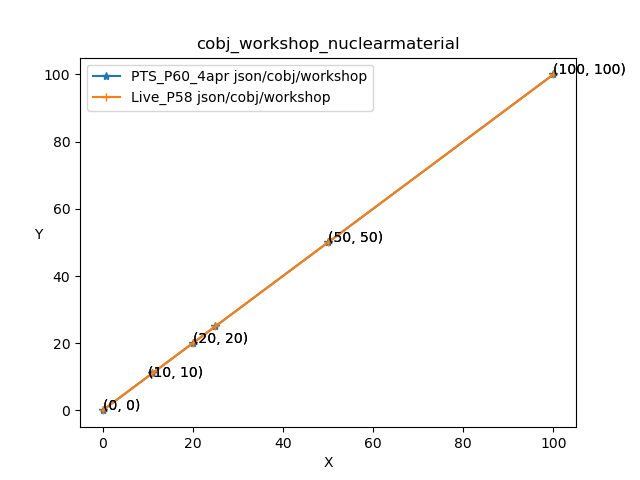 cobj_workshop_nuclearmaterial
PTS_P60_4apr json/cobj/workshop
Live_P58 json/cobj/workshop
(100, 100)
(50, 50)
(20, 20)
(10, 10)
(0, 0)
Y
100
80
60
40
20
0
0 20 40 60 80 100
X